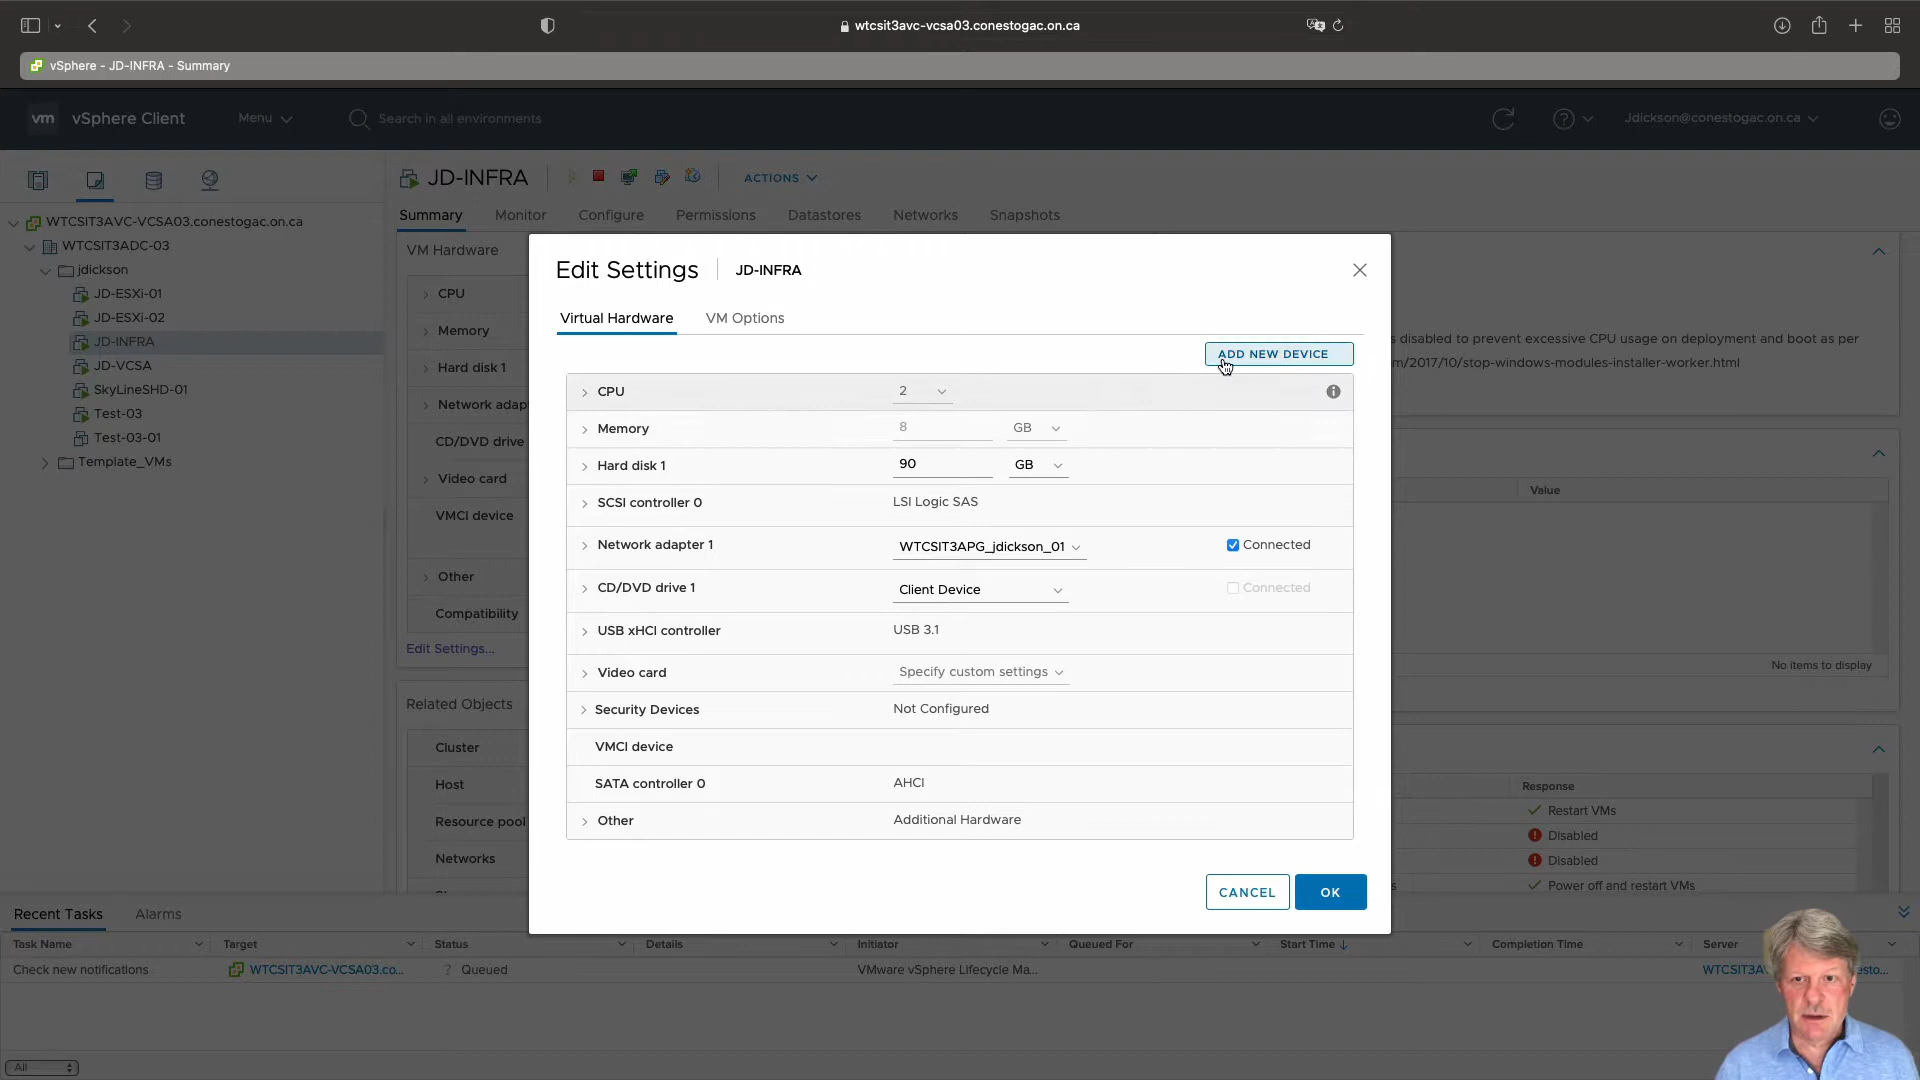 wtcsit3avc-vcsa03.conestogac.on.ca
vSphere - JD-INFRA - Summary
vm vSphere Client Menu Search in all environments Jdickson@conestogac.on.ca
JD-INFRA ACTIONS
Summary Monitor Configure Permissions Datastores Networks Snapshots
WTCSIT3AVC-VCSA03.conestogac.on.ca
WTCSIT3ADC-03
jdickson
JD-ESXi-01
JD-ESXi-02
JD-INFRA
JD-VCSA
SkyLineSHD-01
Test-03
Test-03-01
Template_VMs
VM Hardware
CPU
Memory
Hard disk 1
Network adap
CD/DVD drive
Video card
VMCI device
Other
Compatibility
Edit Settings...
Related Objects
Cluster
Host
Resource pool
Networks
Edit Settings JD-INFRA
Virtual Hardware VM Options
ADD NEW DEVICE
CPU 2
Memory 8 GB
Hard disk 1 90 GB
SCSI controller 0 LSI Logic SAS
Network adapter 1 WTCSIT3APG_jdickson_01 Connected
CD/DVD drive 1 Client Device Connected
USB xHCI controller USB 3.1
Video card Specify custom settings
Security Devices Not Configured
VMCI device
SATA controller 0 AHCI
Other Additional Hardware
CANCEL OK
s disabled to prevent excessive CPU usage on deployment and boot as per
m/2017/10/stop-windows-modules-installer-worker.html
Value
No items to display
Response
Restart VMs
Disabled
Disabled
Power off and restart VMs
Recent Tasks Alarms
Task Name Target Status Details Initiator Queued For Start Time Completion Time Server
Check new notifications WTCSIT3AVC-VCSA03.co... Queued VMware vSphere Lifecycle Ma... WTCSIT3A esto...
All